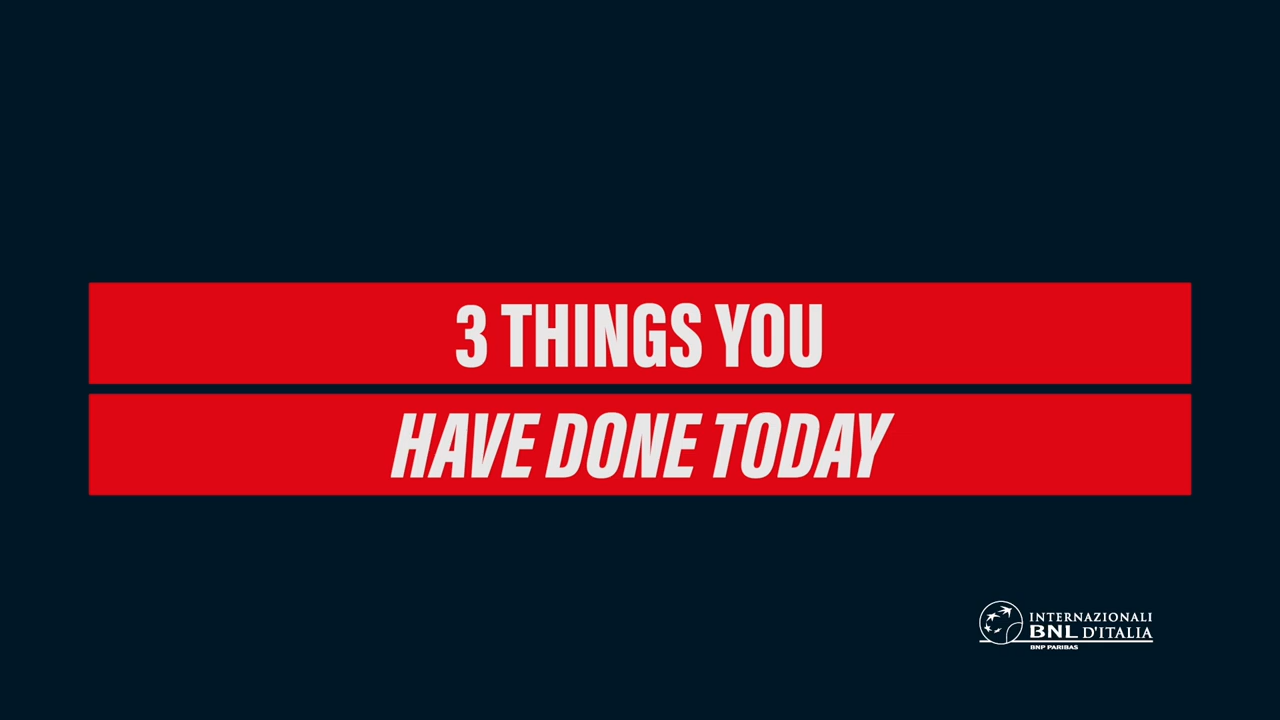 3 THINGS YOU
HAVE DONE TODAY
INTERNAZIONALI
BNL D'ITALIA
BNP PARIBAS